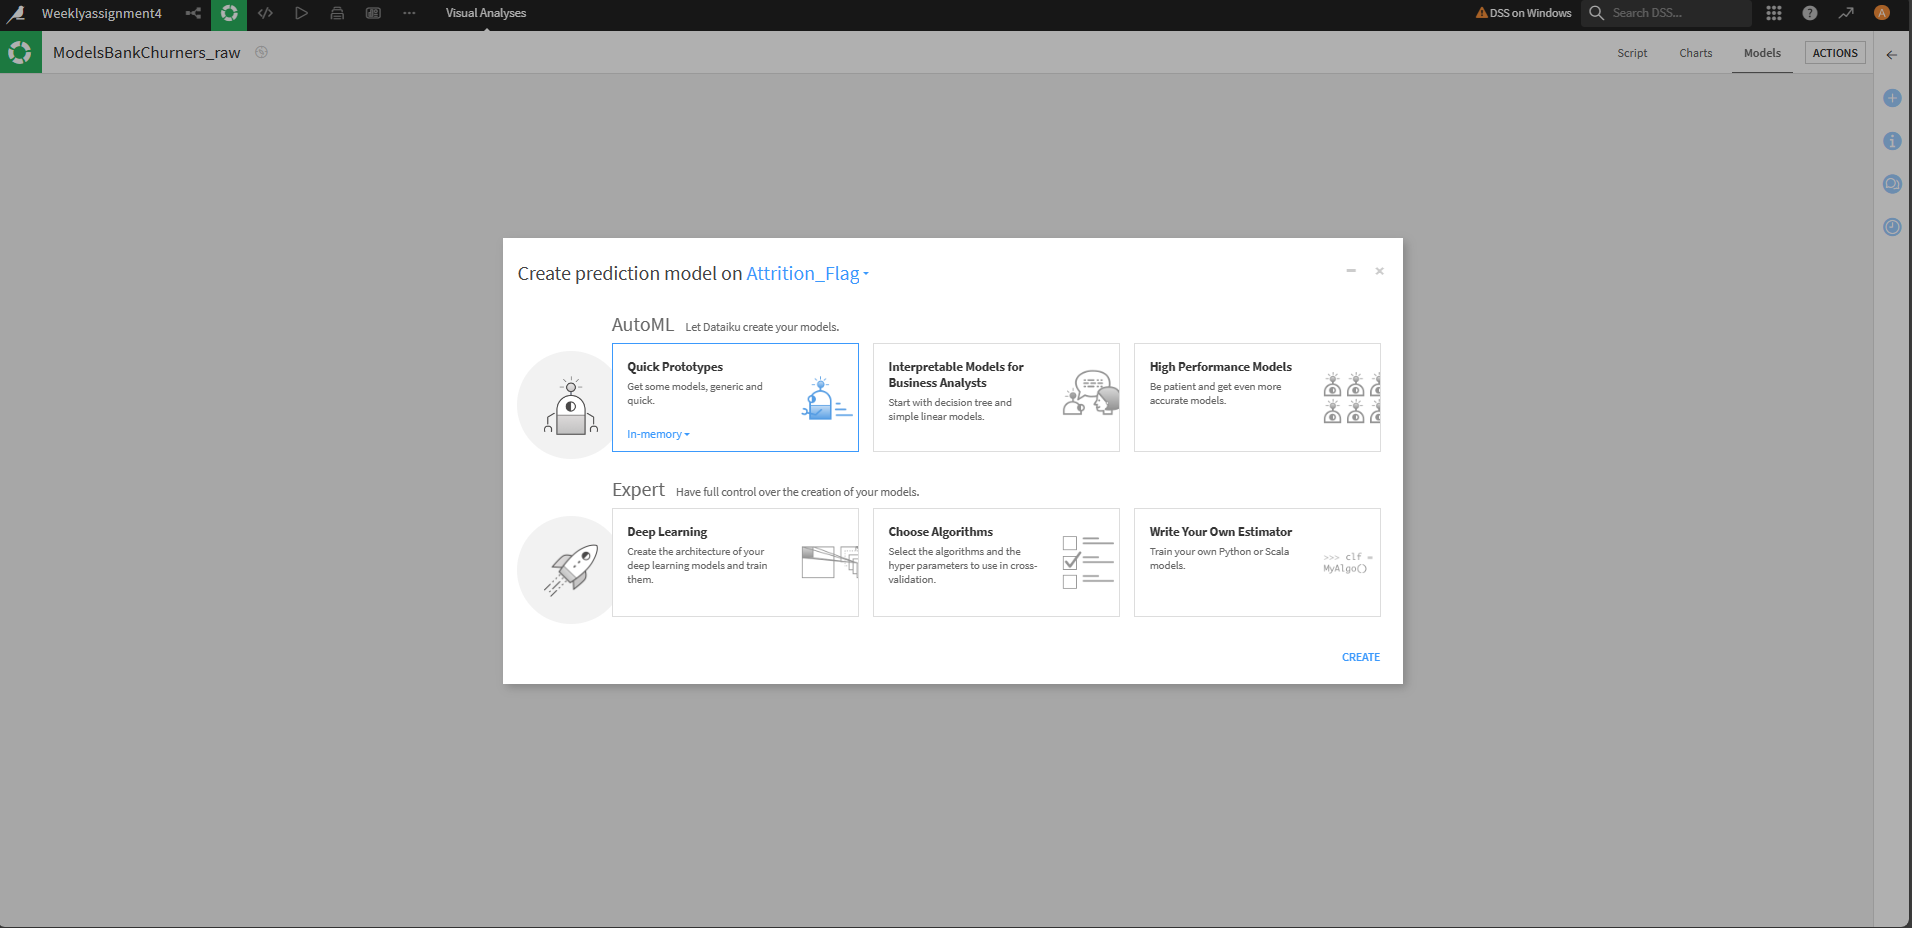 Weeklyassignment4
Visual Analyses
DSS on Windows
Search DSS...
A
ModelsBankChurners_raw
Script
Charts
Models
ACTIONS
Create prediction model on Attrition_Flag
AutoML Let Dataiku create your models.
Quick Prototypes
Get some models, generic and
quick.
In-memory
Interpretable Models for
Business Analysts
Start with decision tree and
simple linear models.
High Performance Models
Be patient and get even more
accurate models.
Expert Have full control over the creation of your models.
Deep Learning
Create the architecture of your
deep learning models and train
them.
Choose Algorithms
Select the algorithms and the
hyper parameters to use in cross-
validation.
Write Your Own Estimator
Train your own Python or Scala
models.
>>> clf =
MyAlgo()
CREATE